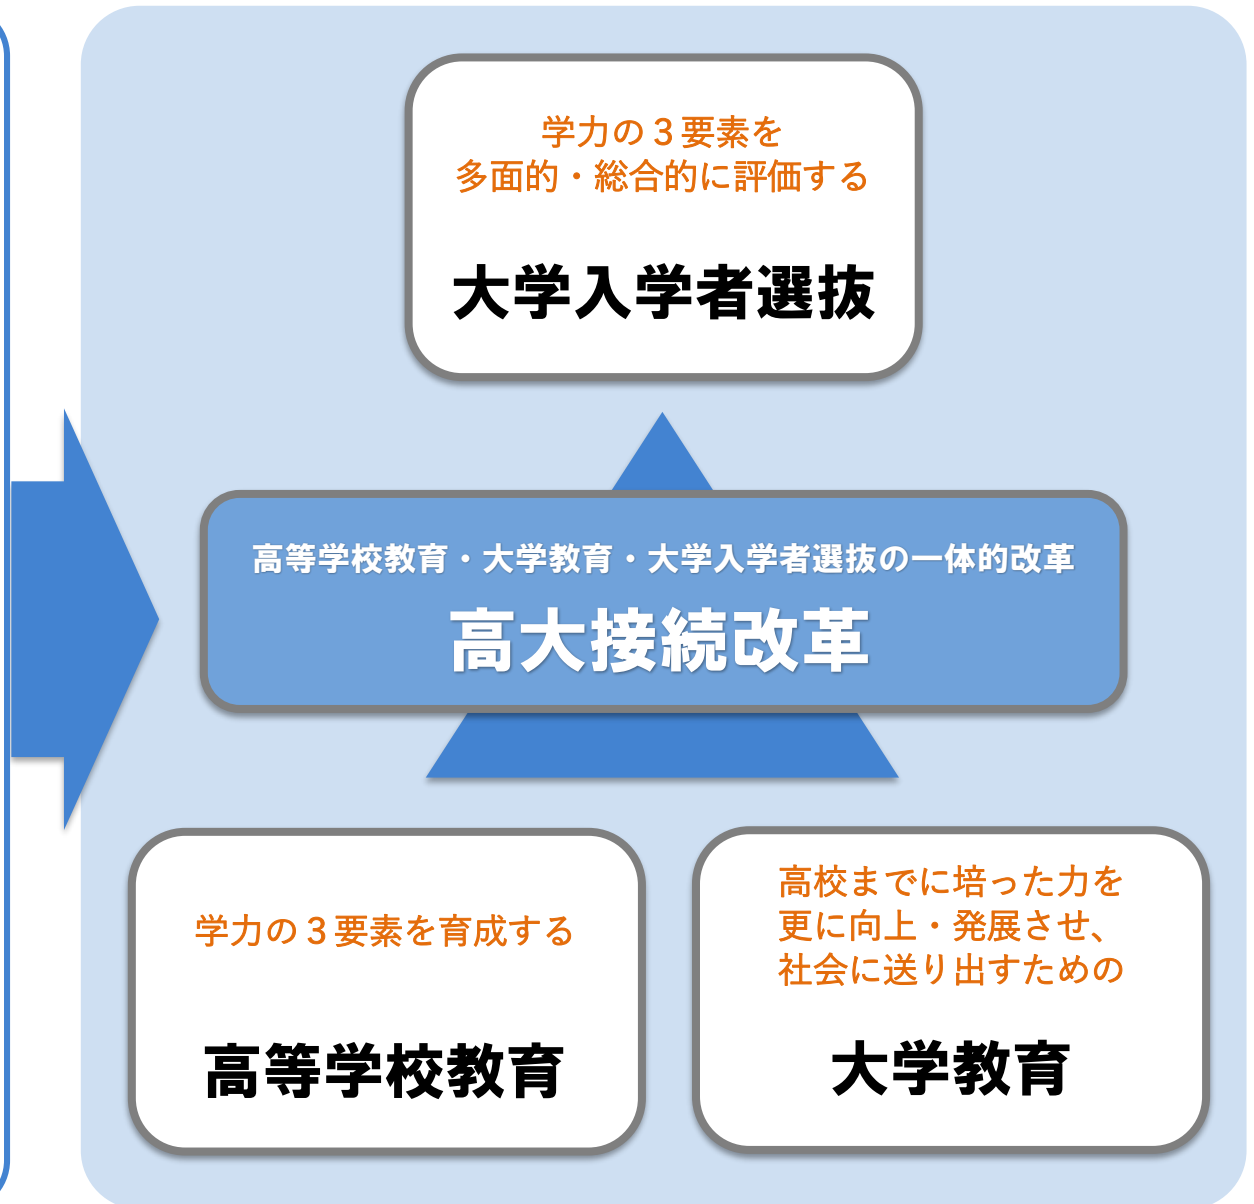 学力の３要素を
多面的・総合的に評価する
大学入学者選抜
高等学校教育・大学教育・大学入学者選抜の一体的改革
高大接続改革
学力の３要素を育成する
高等学校教育
高校までに培った力を
更に向上・発展させ、
社会に送り出すための
大学教育